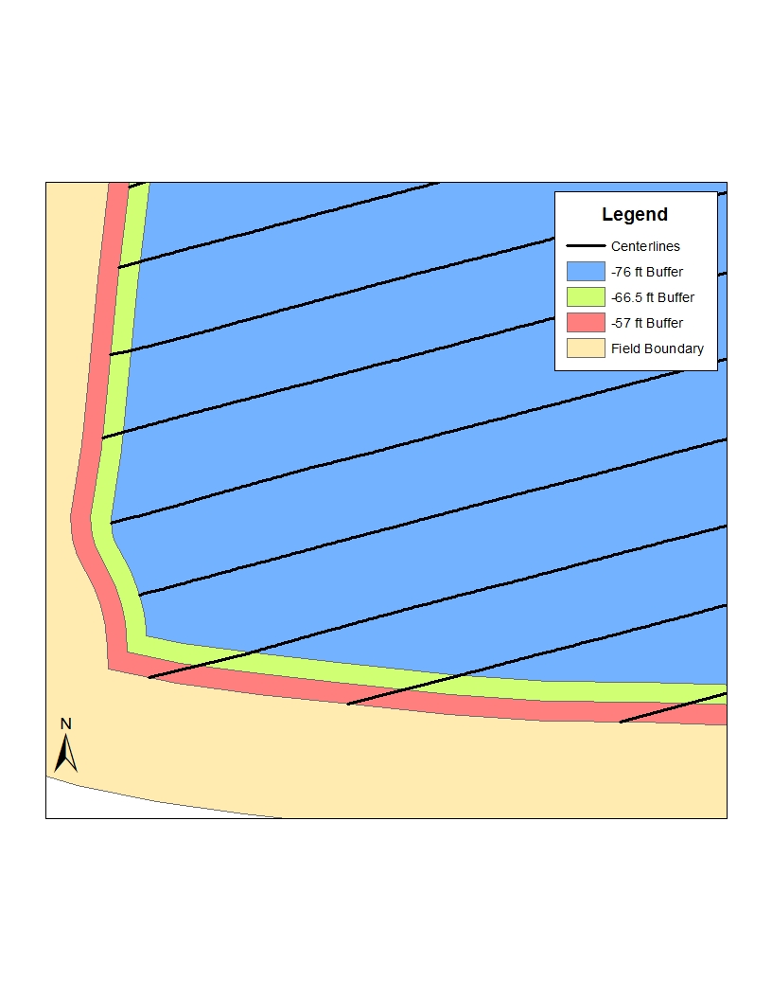 Legend
Centerlines
-76 ft Buffer
-66.5 ft Buffer
-57 ft Buffer
Field Boundary
N